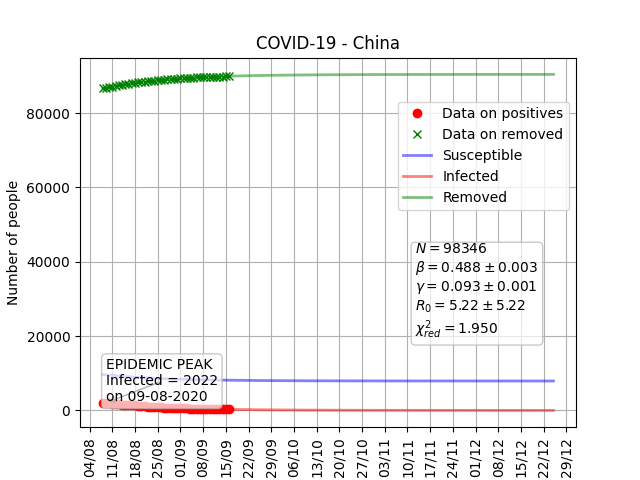 COVID-19 - China
Number of people
80000
60000
40000
20000
0
Data on positives
Data on removed
Susceptible
Infected
Removed
N = 98346
β = 0.488 ± 0.003
γ = 0.093 ± 0.001
R₀ = 5.22 ± 5.22
χ²red = 1.950
EPIDEMIC PEAK
Infected = 2022
on 09-08-2020
04/08
11/08
18/08
25/08
01/09
08/09
15/09
22/09
29/09
06/10
13/10
20/10
27/10
03/11
10/11
17/11
24/11
01/12
08/12
15/12
22/12
29/12